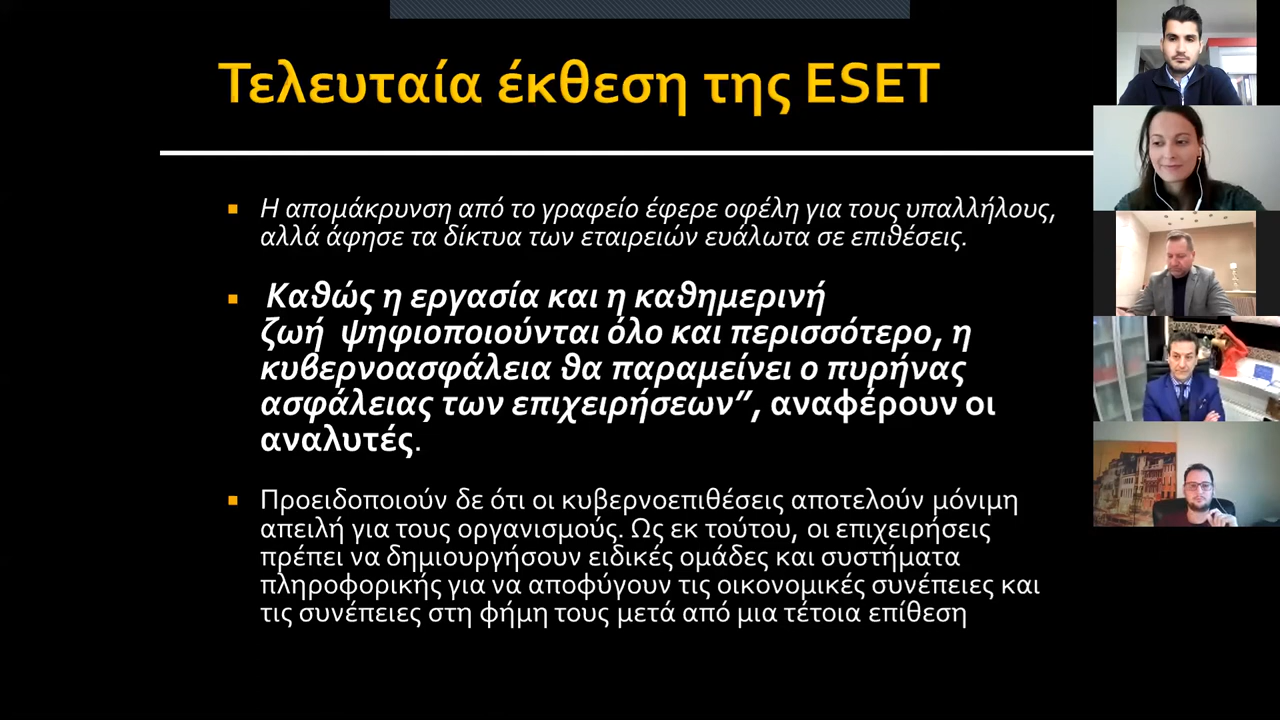 Τελευταία έκθεση της ESET
Η απομάκρυνση από το γραφείο έφερε οφέλη για τους υπαλλήλους,
αλλά άφησε τα δίκτυα των εταιρειών ευάλωτα σε επιθέσεις.
Καθώς η εργασία και η καθημερινή
ζωή ψηφιοποιούνται όλο και περισσότερο, η
κυβερνοασφάλεια θα παραμείνει ο πυρήνας
ασφάλειας των επιχειρήσεων”, αναφέρουν οι
αναλυτές.
Προειδοποιούν δε ότι οι κυβερνοεπιθέσεις αποτελούν μόνιμη
απειλή για τους οργανισμούς. Ως εκ τούτου, οι επιχειρήσεις
πρέπει να δημιουργήσουν ειδικές ομάδες και συστήματα
πληροφορικής για να αποφύγουν τις οικονομικές συνέπειες και
τις συνέπειες στη φήμη τους μετά από μια τέτοια επίθεση